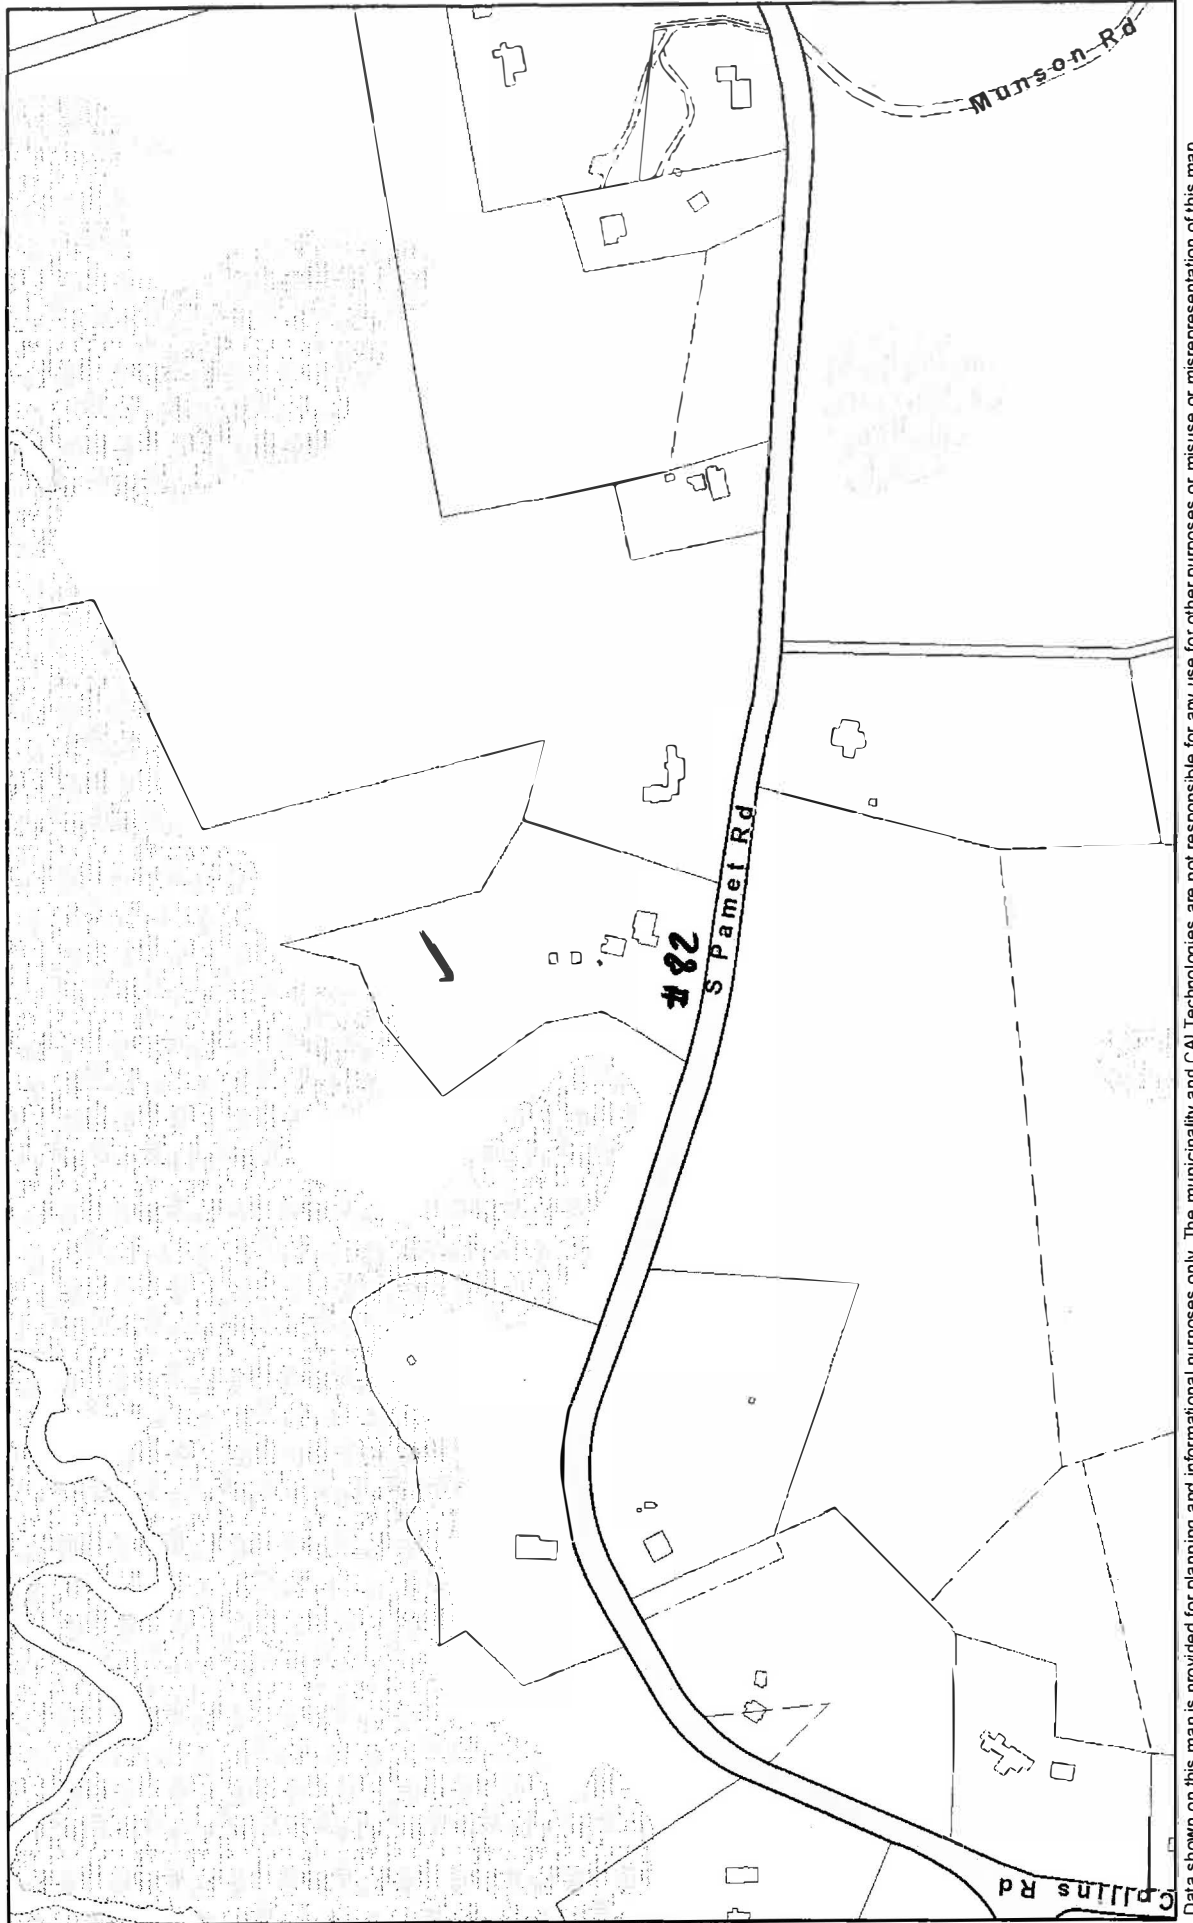 Munson Rd
S Pamet Rd
# 82
Collins Rd
Data shown on this map is provided for planning and informational purposes only. The municipality and CAI Technologies are not responsible for any use for other purposes or misuse or misrepresentation of this map.